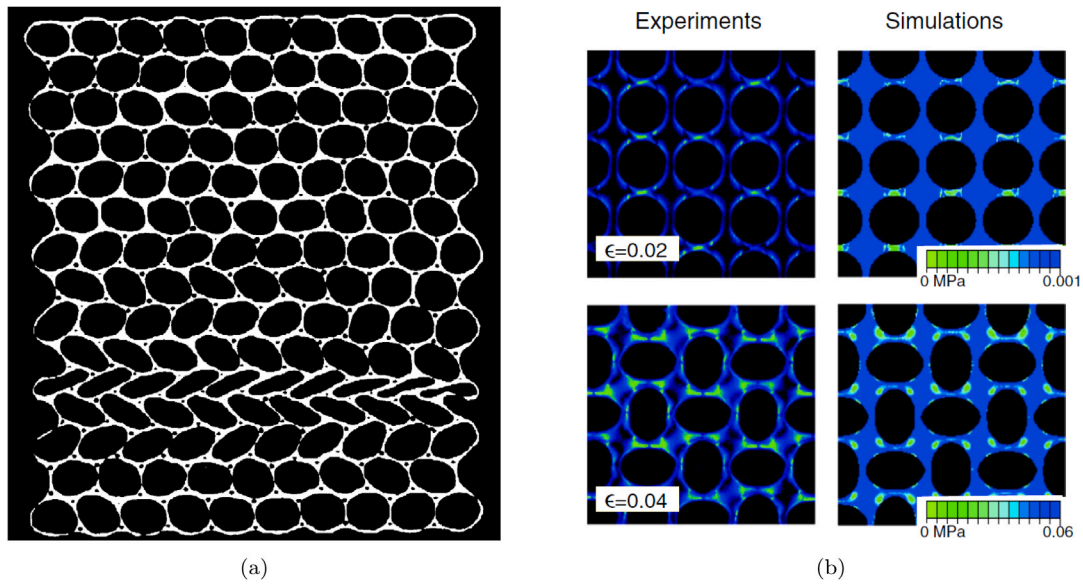 Experiments Simulations
ϵ=0.02
0 MPa 0.001
ϵ=0.04
0 MPa 0.06
(a) (b)